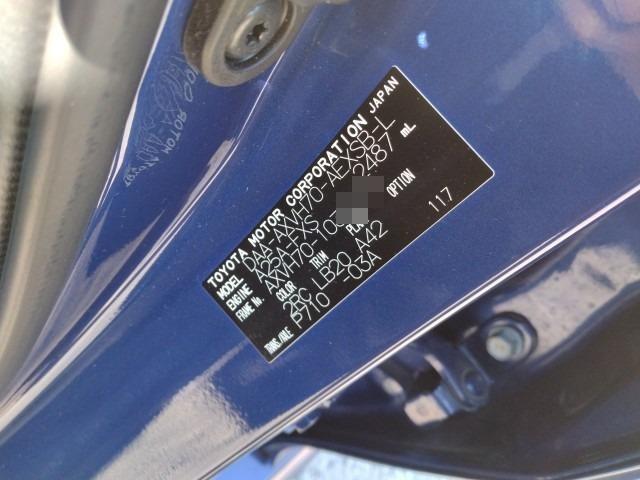 TOYOTA MOTOR CORPORATION JAPAN
MODEL DAA-AXVH70-AEXSB-L
ENGINE A25A-FXS 2487 mL
FRAME No. AXVH70-10
COLOR TRIM PLANT OPTION
LB20 A42 117
TRANS./AXLE P710 -03A